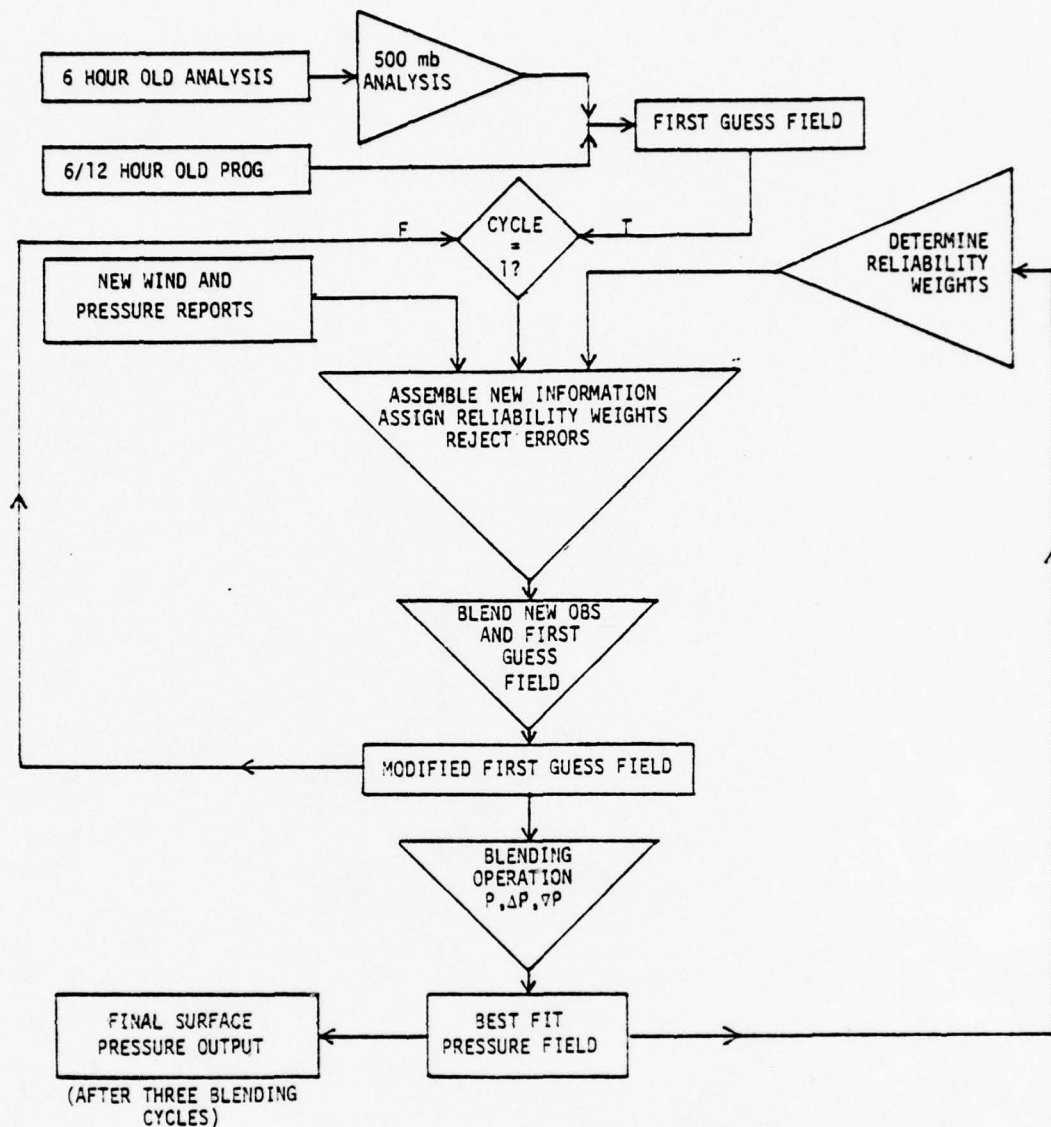 6 HOUR OLD ANALYSIS
500 mb
ANALYSIS
FIRST GUESS FIELD
6/12 HOUR OLD PROG
F
CYCLE
=
1?
T
DETERMINE
RELIABILITY
WEIGHTS
NEW WIND AND
PRESSURE REPORTS
ASSEMBLE NEW INFORMATION
ASSIGN RELIABILITY WEIGHTS
REJECT ERRORS
BLEND NEW OBS
AND FIRST
GUESS
FIELD
MODIFIED FIRST GUESS FIELD
BLENDING
OPERATION
P,ΔP,∇P
FINAL SURFACE
PRESSURE OUTPUT
BEST FIT
PRESSURE FIELD
(AFTER THREE BLENDING
CYCLES)